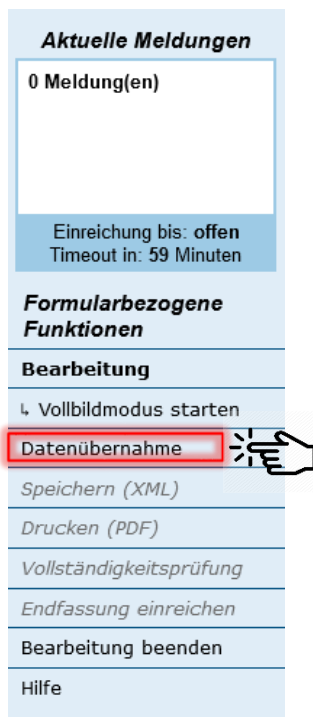 Aktuelle Meldungen
0 Meldung(en)
Einreichung bis: offen
Timeout in: 59 Minuten
Formularbezogene
Funktionen
Bearbeitung
↳ Vollbildmodus starten
Datenübernahme
Speichern (XML)
Drucken (PDF)
Vollständigkeitsprüfung
Endfassung einreichen
Bearbeitung beenden
Hilfe